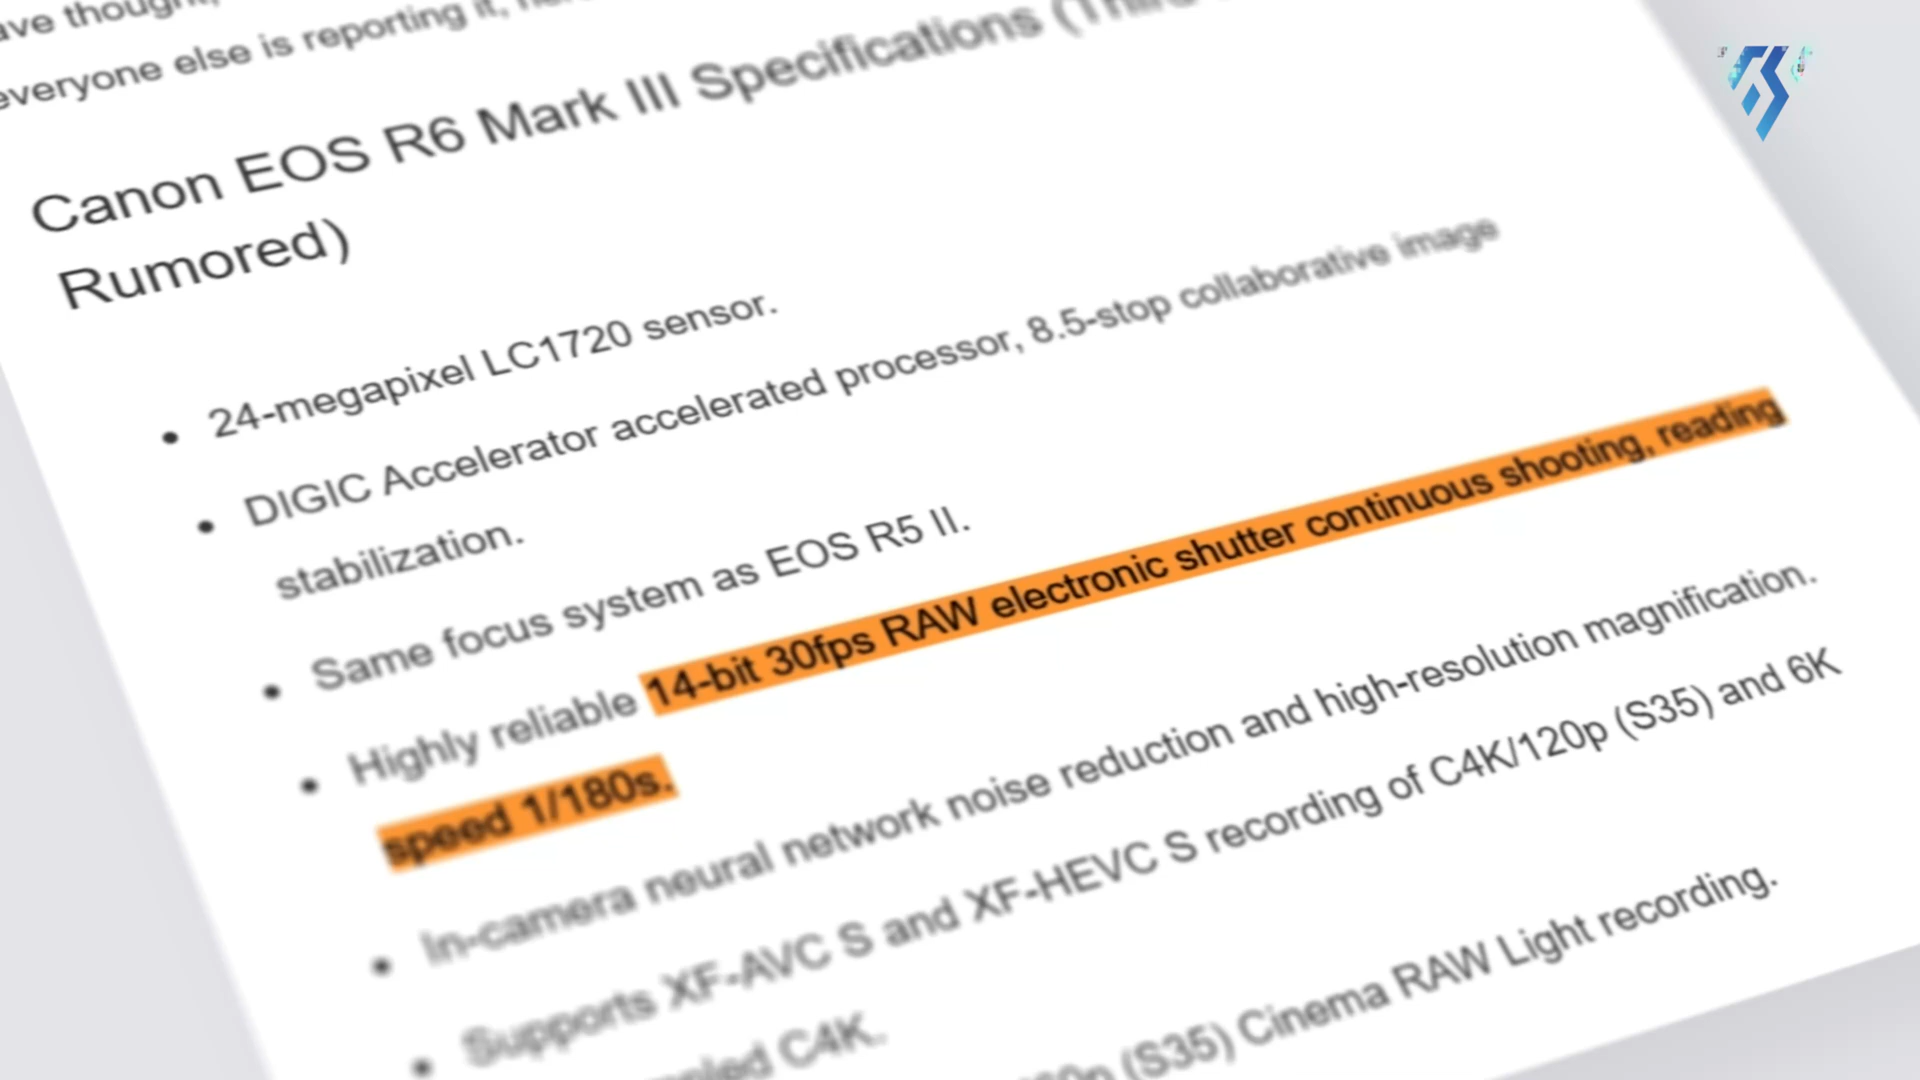 ave thought,
everyone else is reporting it,
Canon EOS R6 Mark III Specifications (Third
Rumored)
• 24-megapixel LC1720 sensor.
• DIGIC Accelerator accelerated processor, 8.5-stop collaborative image
stabilization.
• Same focus system as EOS R5 II.
• Highly reliable 14-bit 30fps RAW electronic shutter continuous shooting, reading
speed 1/180s.
• In-camera neural network noise reduction and high-resolution magnification.
• Supports XF-AVC S and XF-HEVC S recording of C4K/120p (S35) and 6K
C4K.
(S35) Cinema RAW Light recording.